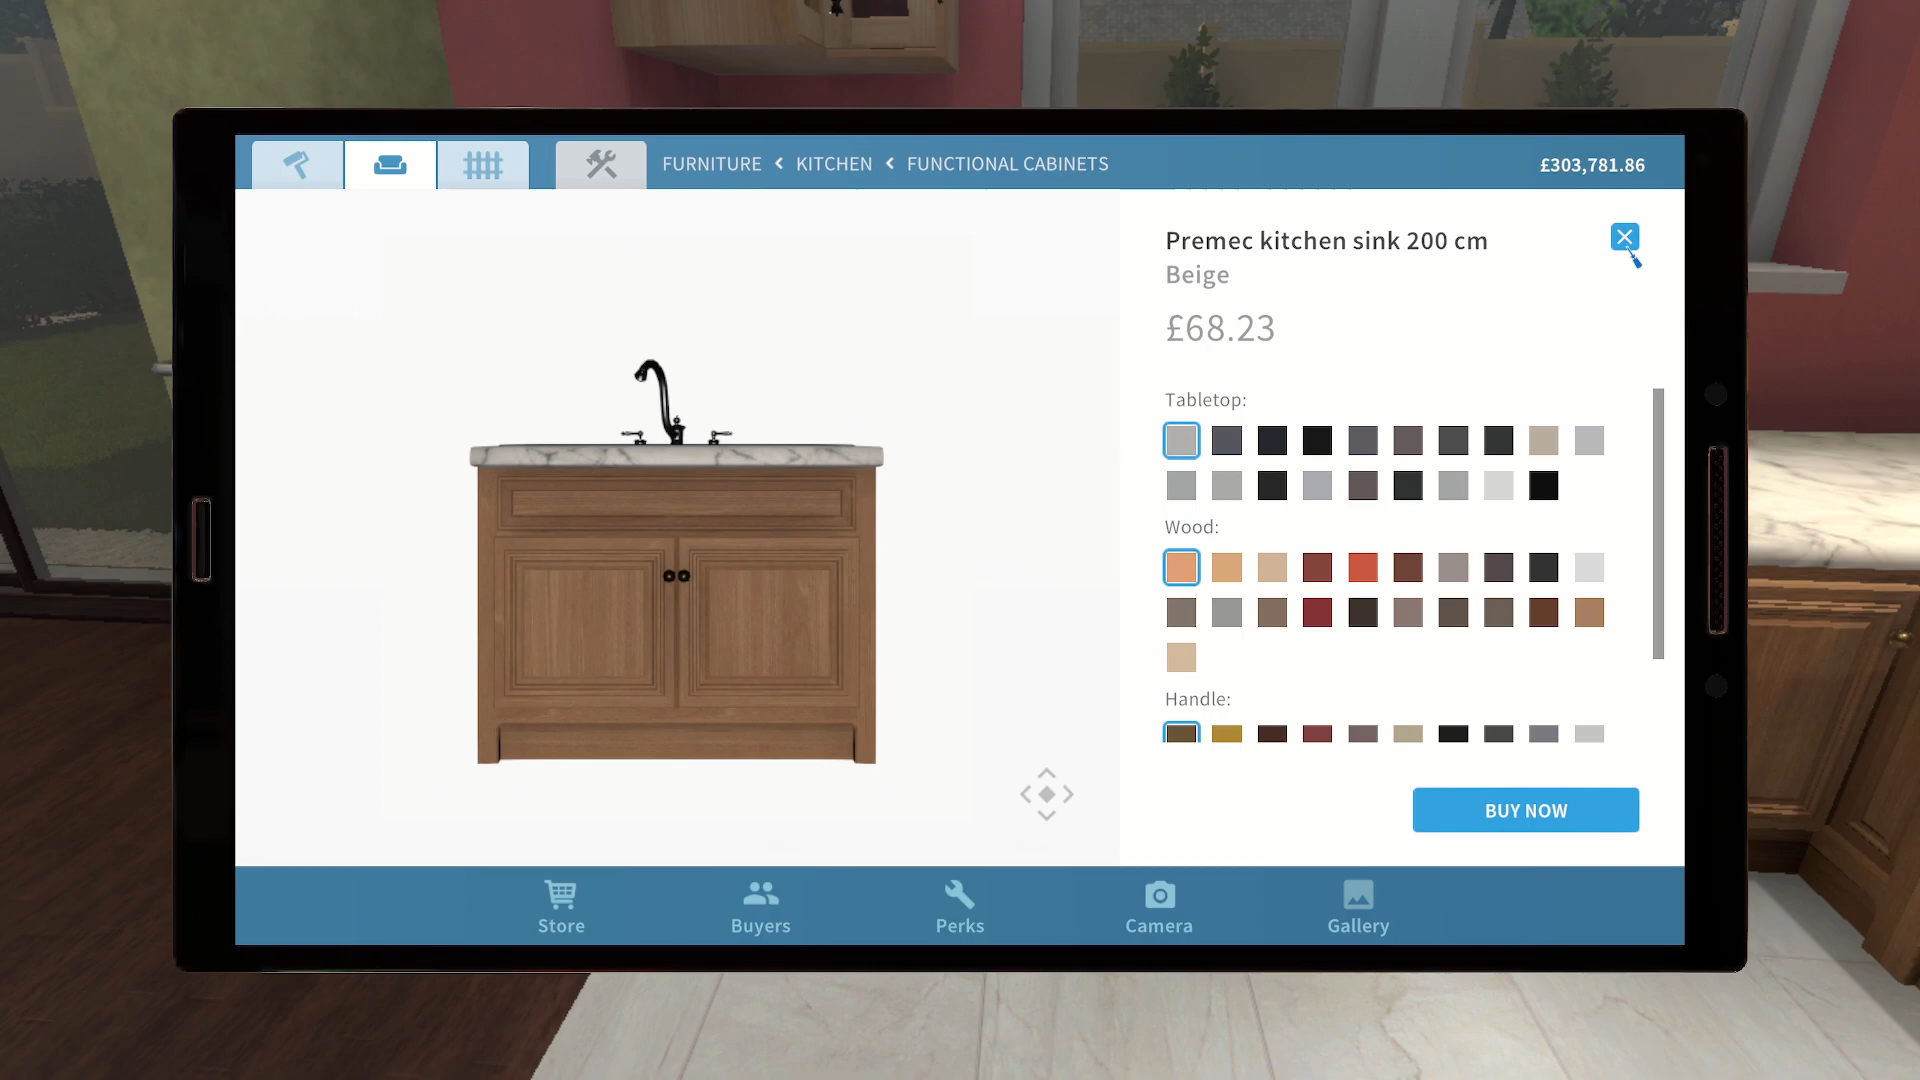 FURNITURE < KITCHEN < FUNCTIONAL CABINETS
£303,781.86
Premec kitchen sink 200 cm
Beige
£68.23
Tabletop:
Wood:
Handle:
BUY NOW
Store
Buyers
Perks
Camera
Gallery